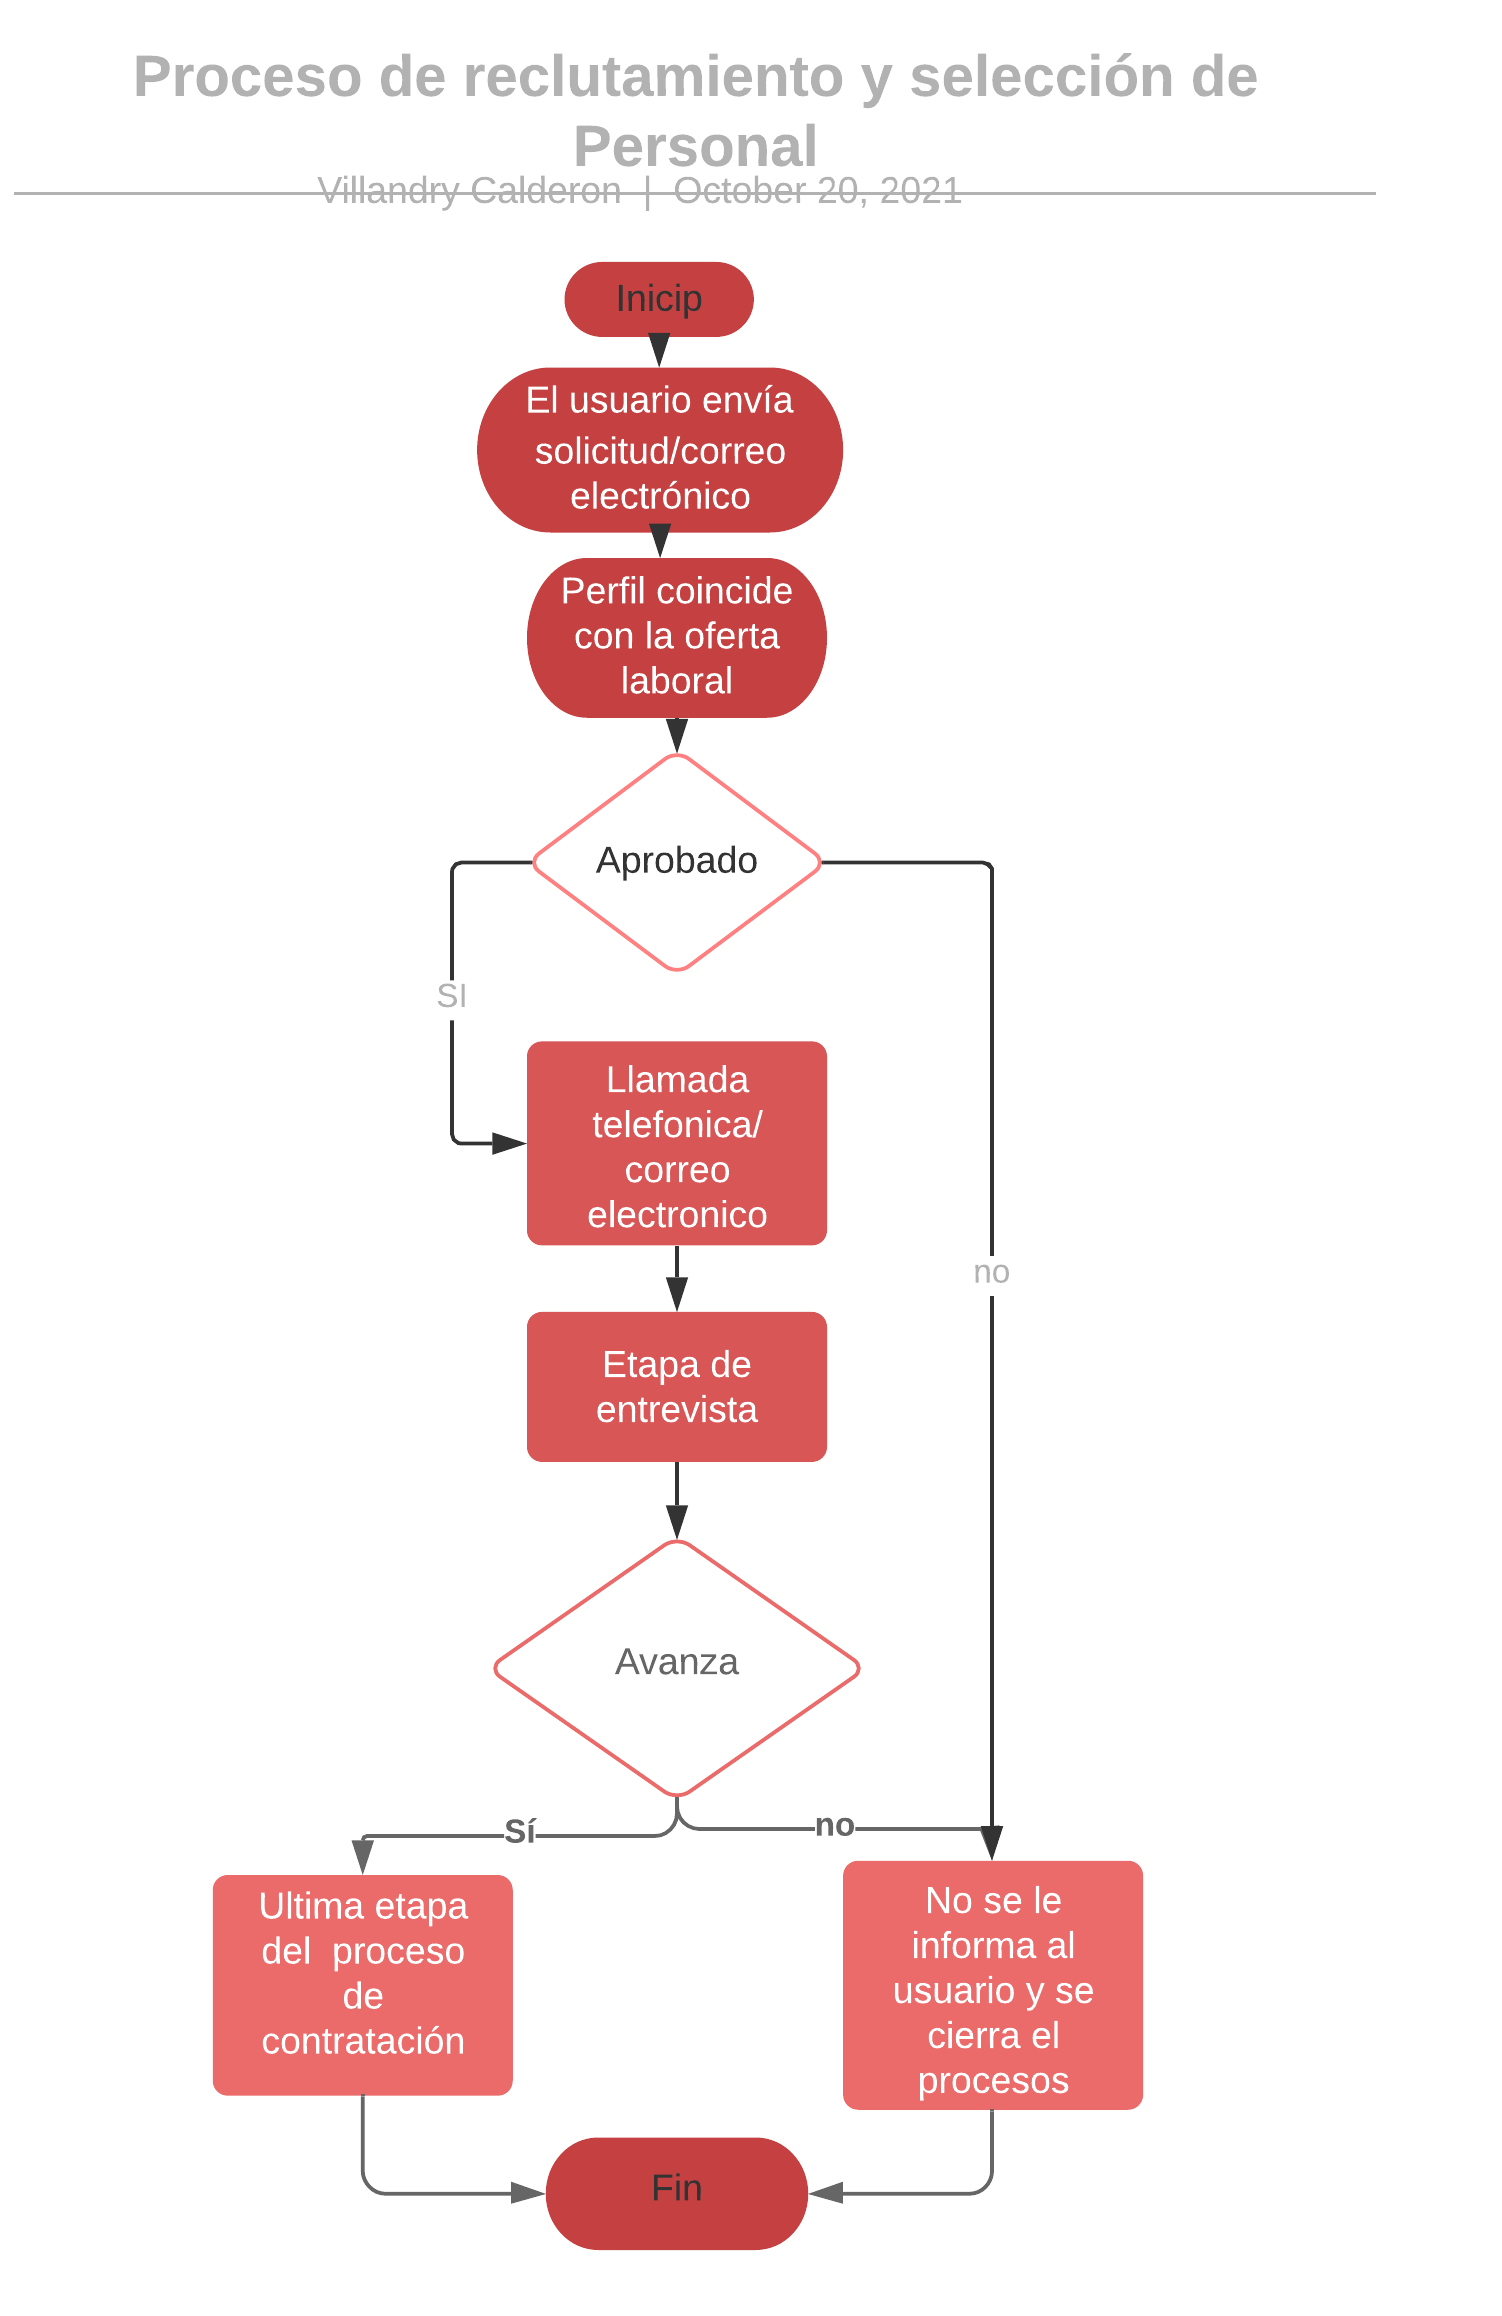 Proceso de reclutamiento y selección de
Personal
Villandry Calderon | October 20, 2021
Inicip
El usuario envía
solicitud/correo
electrónico
Perfil coincide
con la oferta
laboral
Aprobado
SI
Llamada
telefonica/
correo
electronico
no
Etapa de
entrevista
Avanza
Sí
no
Ultima etapa
del proceso
de
contratación
No se le
informa al
usuario y se
cierra el
procesos
Fin